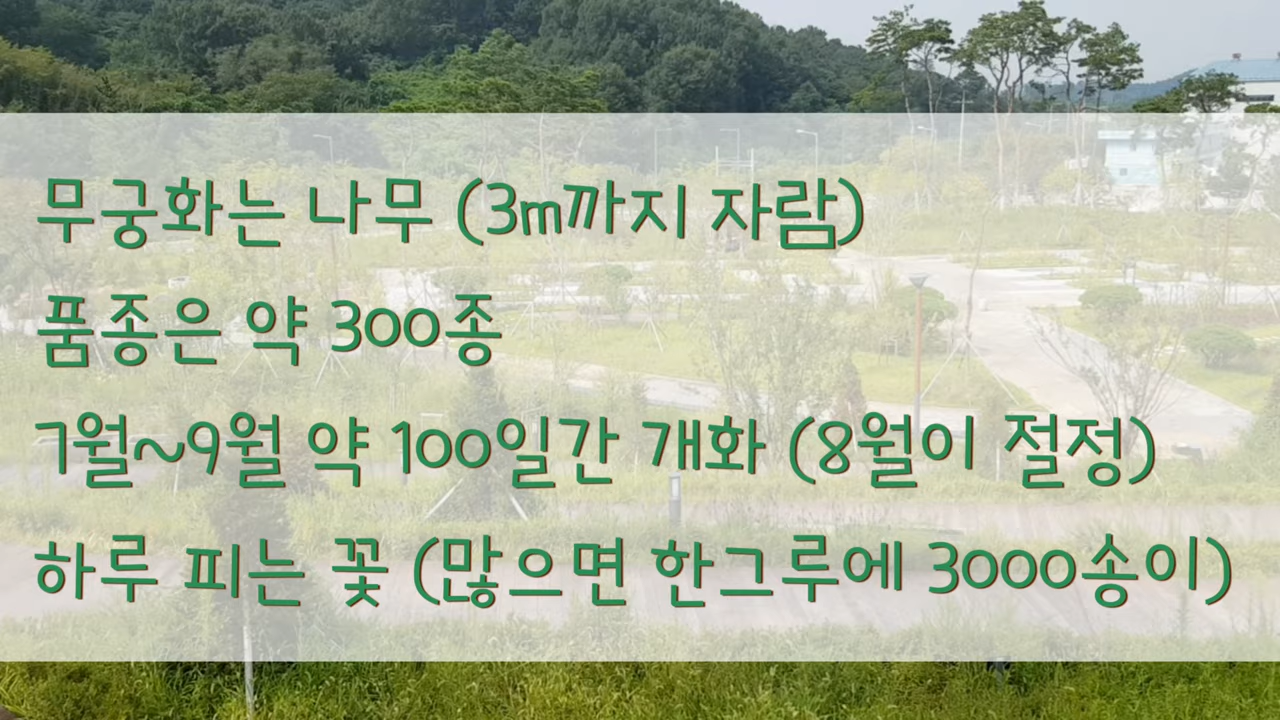 무궁화는 나무 (3m까지 자람)
품종은 약 300종
7월~9월 약 100일간 개화 (8월이 절정)
하루 피는 꽃 (많으면 한그루에 3000송이)